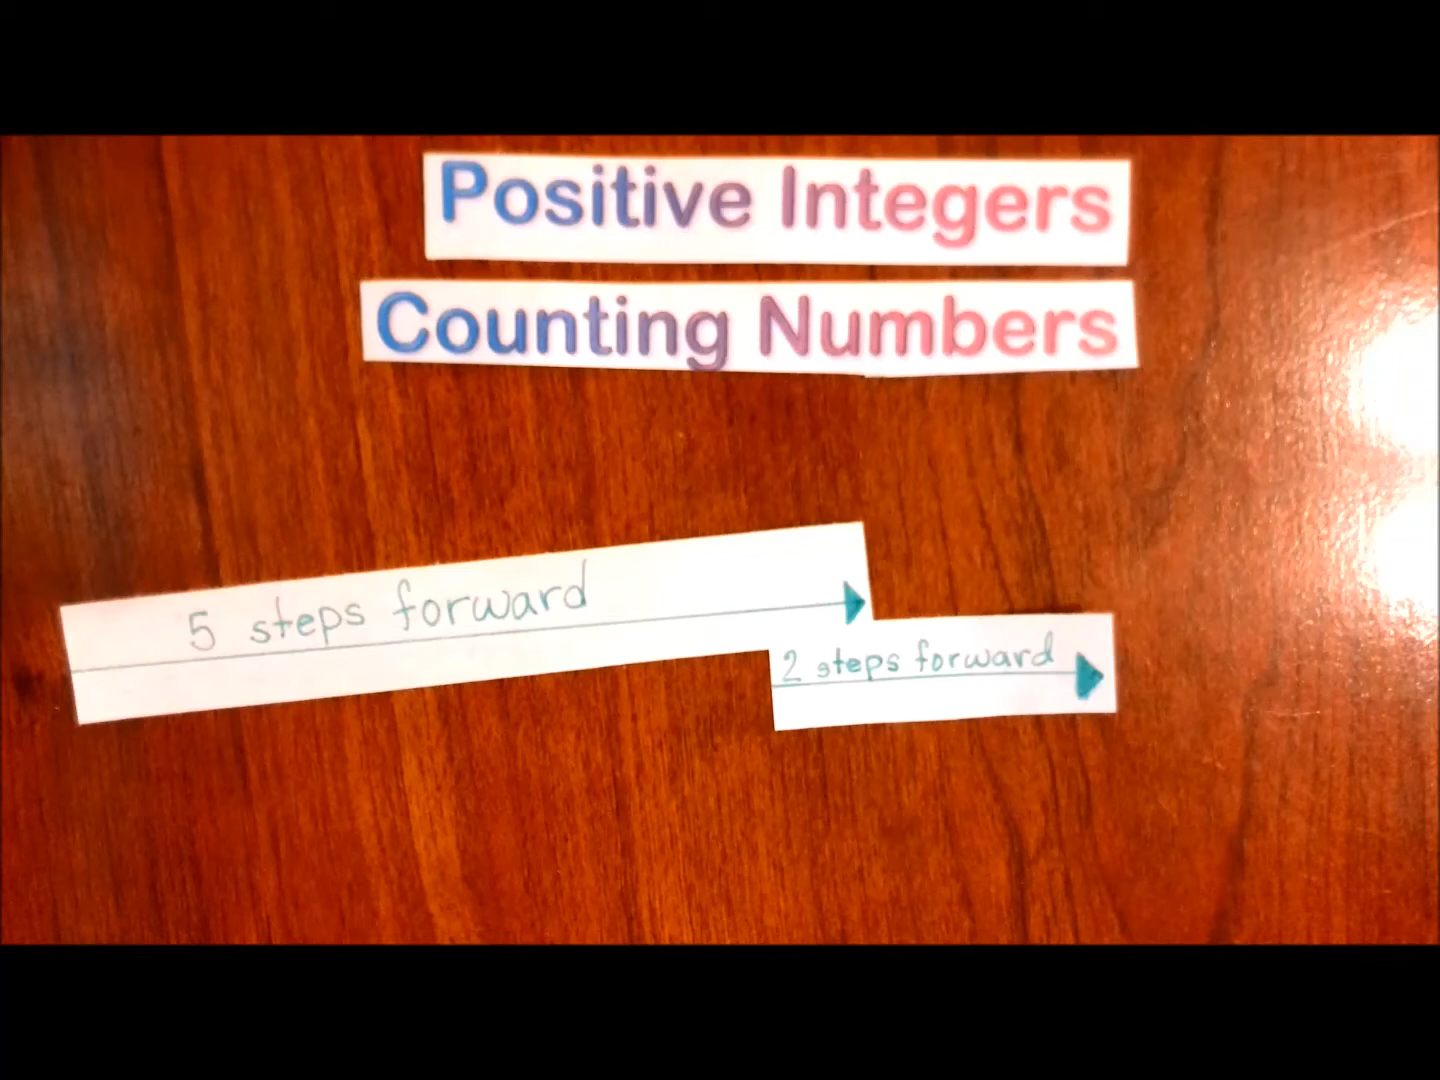 Positive Integers
Counting Numbers
5 steps forward
2 steps forward